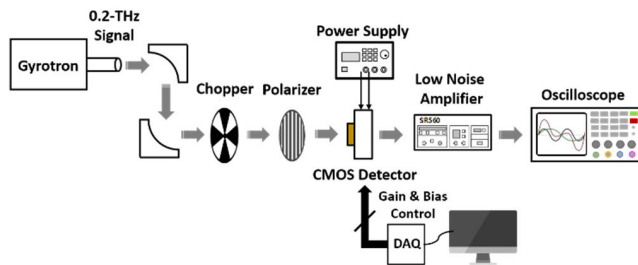 0.2-THz
Signal
Gyrotron
Chopper
Polarizer
Power Supply
Low Noise
Amplifier
SR560
Oscilloscope
CMOS Detector
Gain & Bias
Control
DAQ